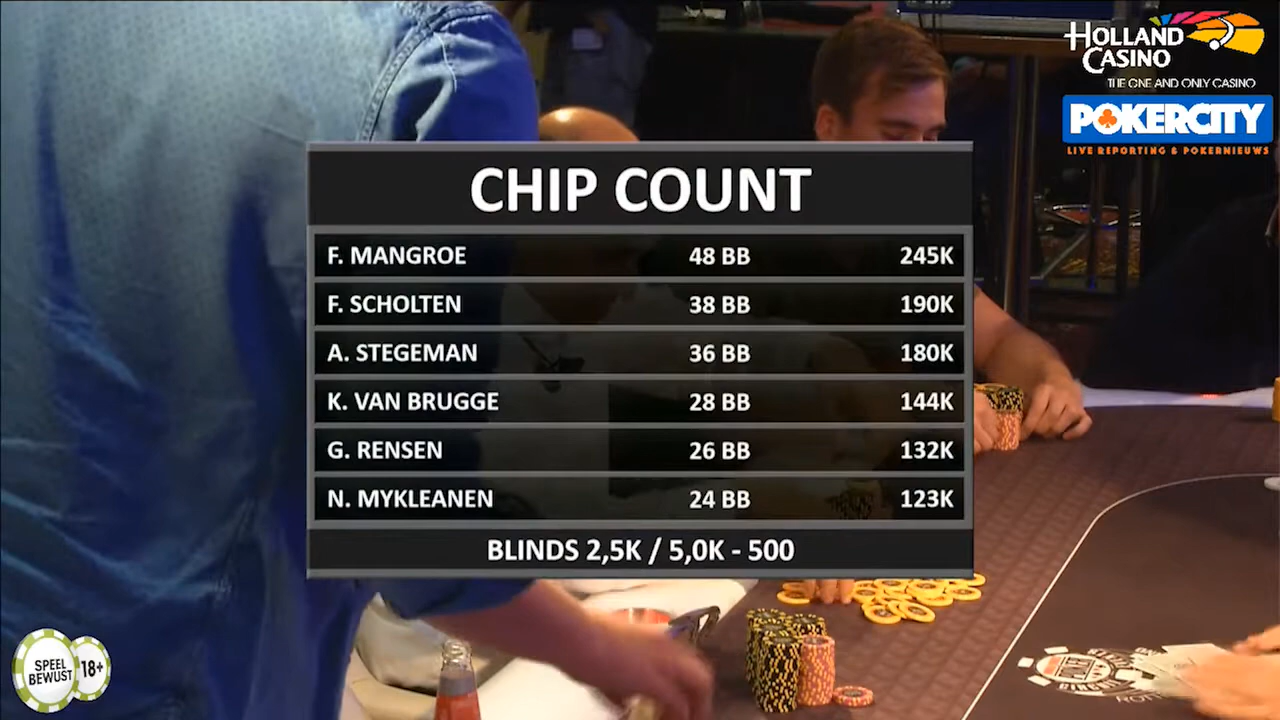 HOLLAND
CASINO
THE ONE AND ONLY CASINO
POKERCITY
LIVE REPORTING & POKERNIEUWS
CHIP COUNT
F. MANGROE 48 BB 245K
F. SCHOLTEN 38 BB 190K
A. STEGEMAN 36 BB 180K
K. VAN BRUGGE 28 BB 144K
G. RENSEN 26 BB 132K
N. MYKLEANEN 24 BB 123K
BLINDS 2,5K / 5,0K - 500
SPEEL
BEWUST
18+